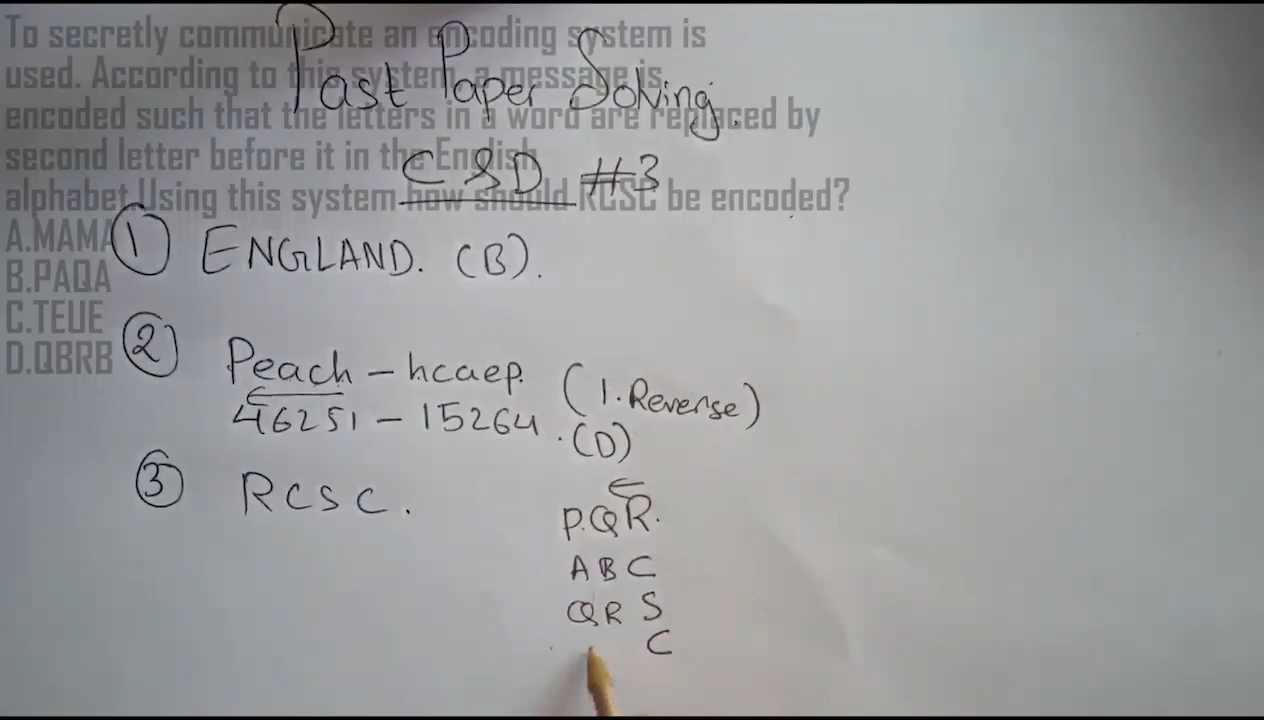 To secretly communicate an encoding system is
used. According to this system, a message is
encoded such that the letters in a word are replaced by
second letter before it in the English
alphabet. Using this system how should RCSC be encoded?
A.MAMA
B.PAQA
C.TEUE
D.QBRB
Past Paper Solving.
CSD #3
1 ENGLAND. (B).
2 Peach - hcaep. (1. Reverse)
46251 - 15264. (D)
3 RCSC.
P.QR.
ABC
QRS
C